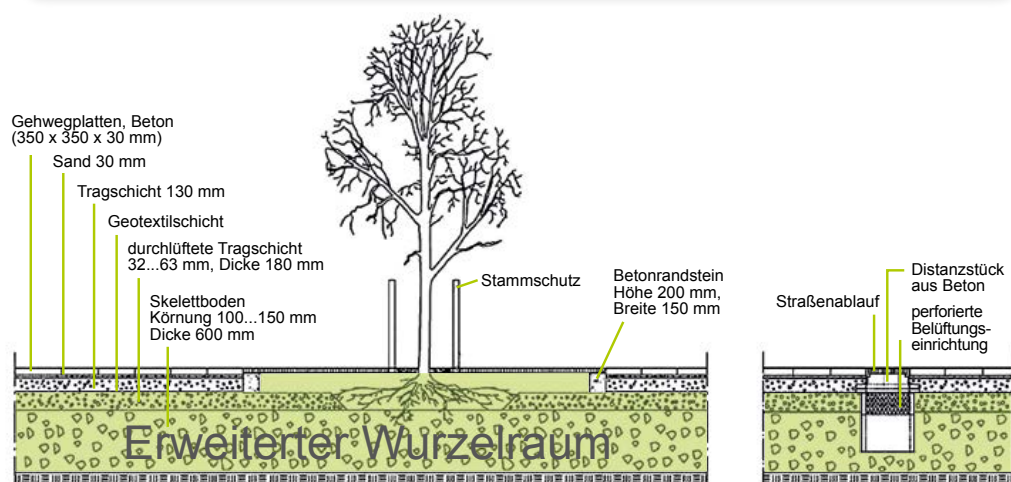 Gehwegplatten, Beton
(350 x 350 x 30 mm)
Sand 30 mm
Tragschicht 130 mm
Geotextilschicht
durchlüftete Tragschicht
32...63 mm, Dicke 180 mm
Skelettboden
Körnung 100...150 mm
Dicke 600 mm
Stammschutz
Betonrandstein
Höhe 200 mm,
Breite 150 mm
Erweiterter Wurzelraum
Straßenablauf
Distanzstück
aus Beton
perforierte
Belüftungs-
einrichtung